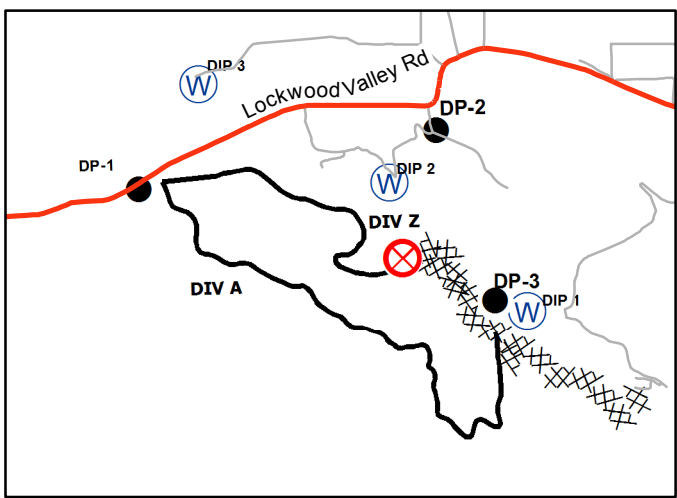 DIP 3
W
Lockwood Valley Rd
DP-2
DP-1
DIP 2
W
DIV Z
DP-3
DIV A
W
DIP 1